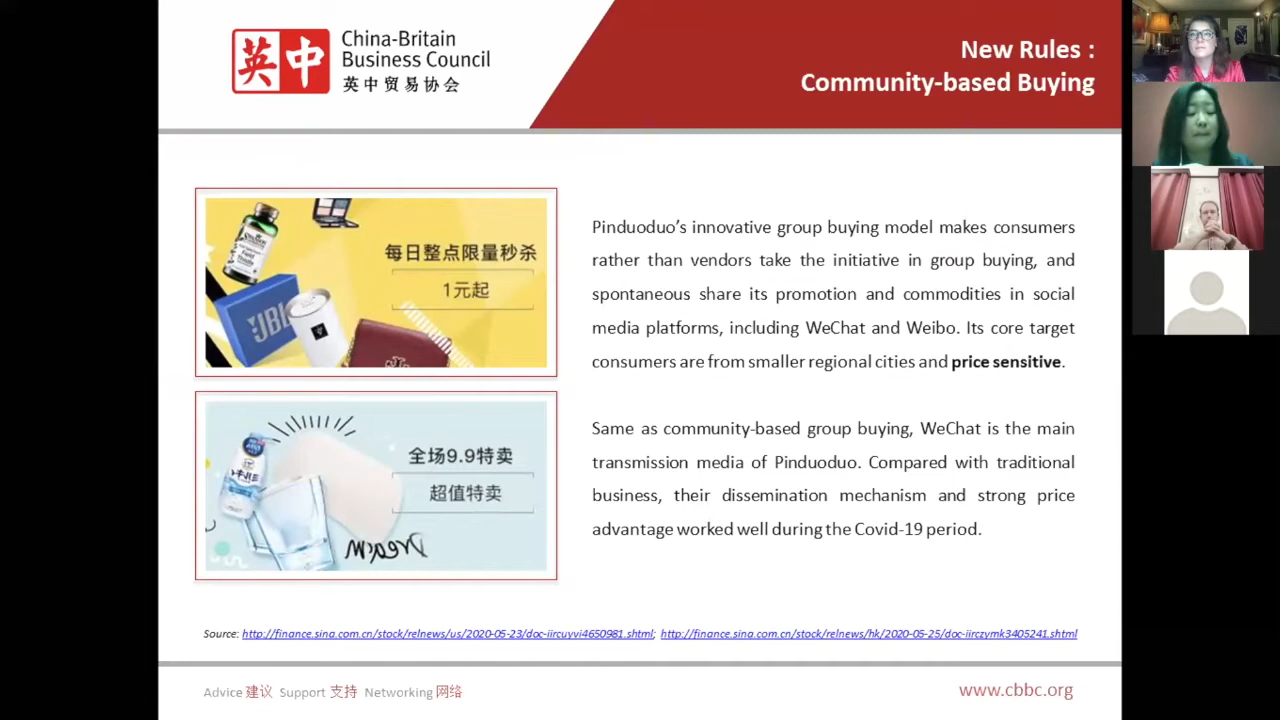 英中
China-Britain
Business Council
英中贸易协会
New Rules :
Community-based Buying
每日整点限量秒杀
1元起
JBL
全场9.9特卖
超值特卖
Dream
Pinduoduo’s innovative group buying model makes consumers
rather than vendors take the initiative in group buying, and
spontaneous share its promotion and commodities in social
media platforms, including WeChat and Weibo. Its core target
consumers are from smaller regional cities and price sensitive.
Same as community-based group buying, WeChat is the main
transmission media of Pinduoduo. Compared with traditional
business, their dissemination mechanism and strong price
advantage worked well during the Covid-19 period.
Source: http://finance.sina.com.cn/stock/relnews/us/2020-05-23/doc-iircuyvi4650981.shtml; http://finance.sina.com.cn/stock/relnews/hk/2020-05-25/doc-iirczymk3405241.shtml
Advice 建议 Support 支持 Networking 网络
www.cbbc.org